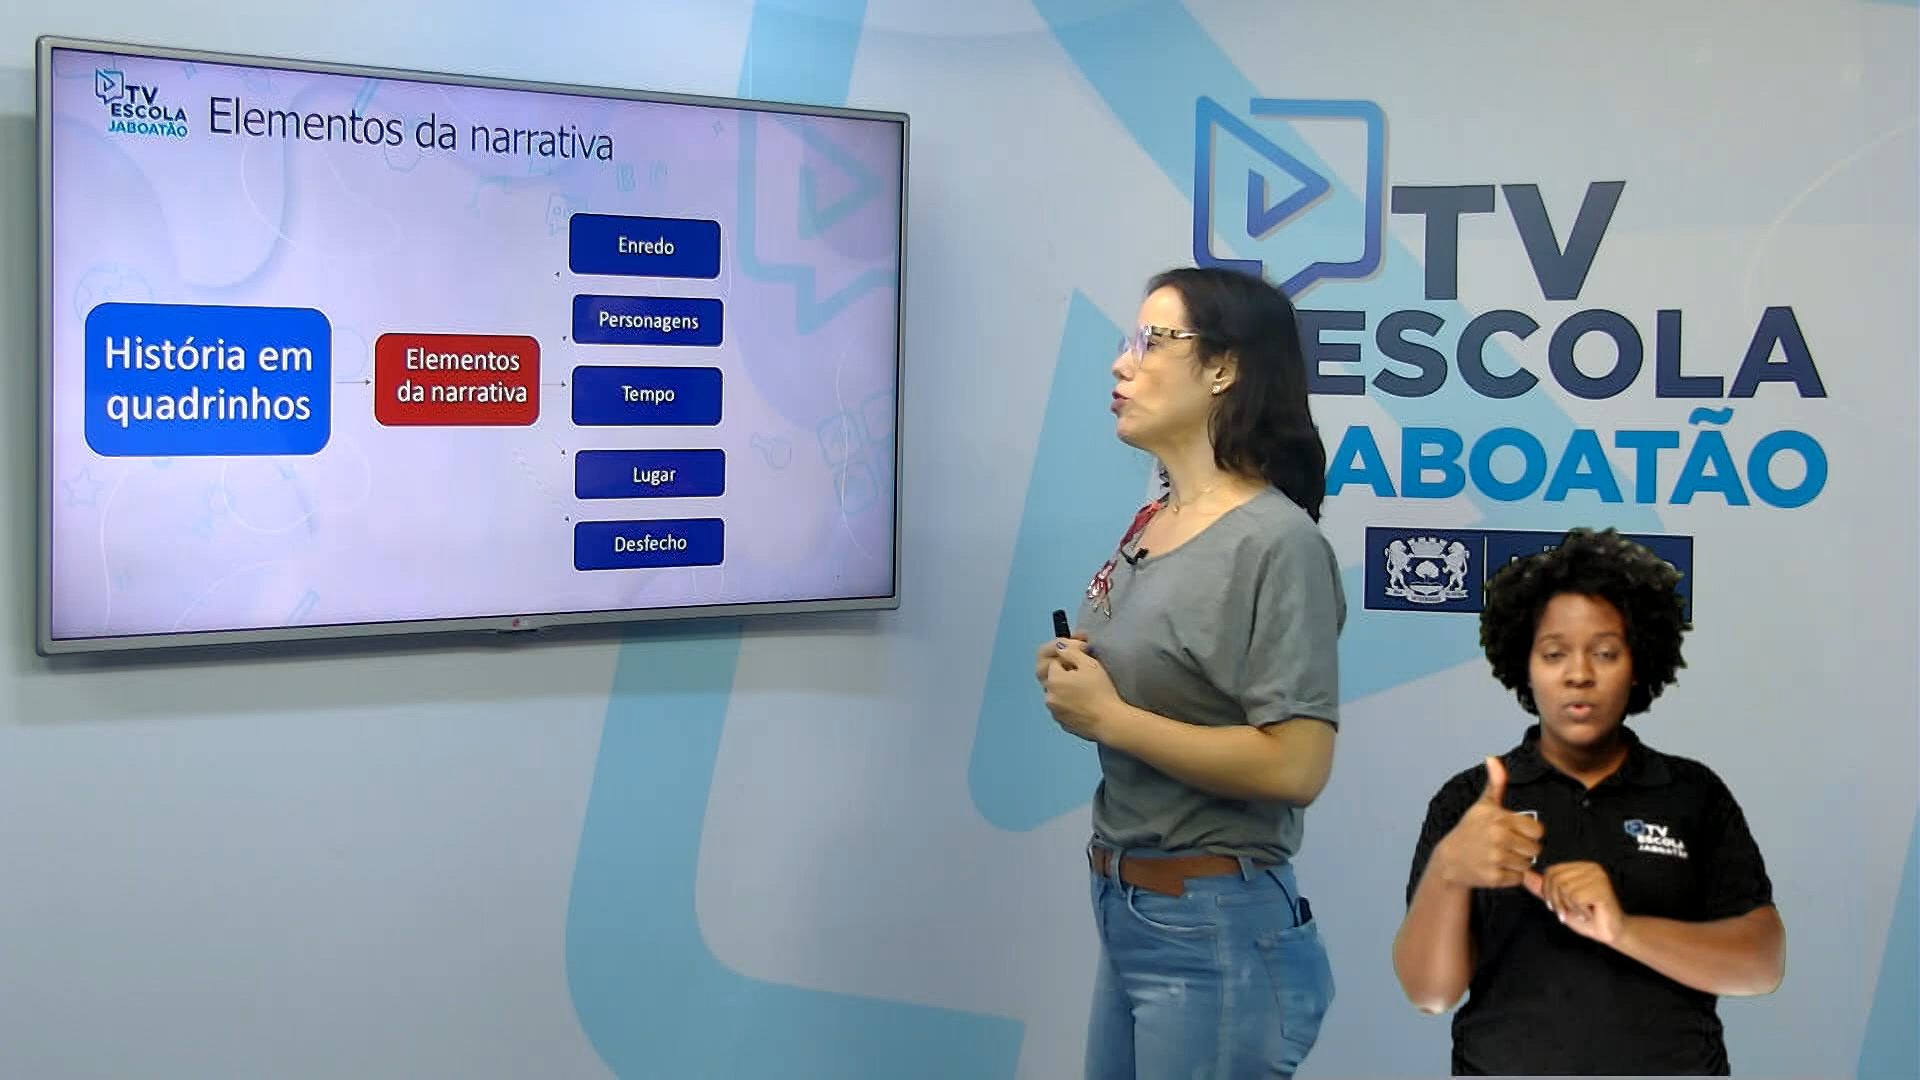 TV
ESCOLA
JABOATÃO
Elementos da narrativa
História em
quadrinhos
Elementos
da narrativa
Enredo
Personagens
Tempo
Lugar
Desfecho
LG
TV
ESCOLA
JABOATÃO
TV
ESCOLA
JABOATÃO